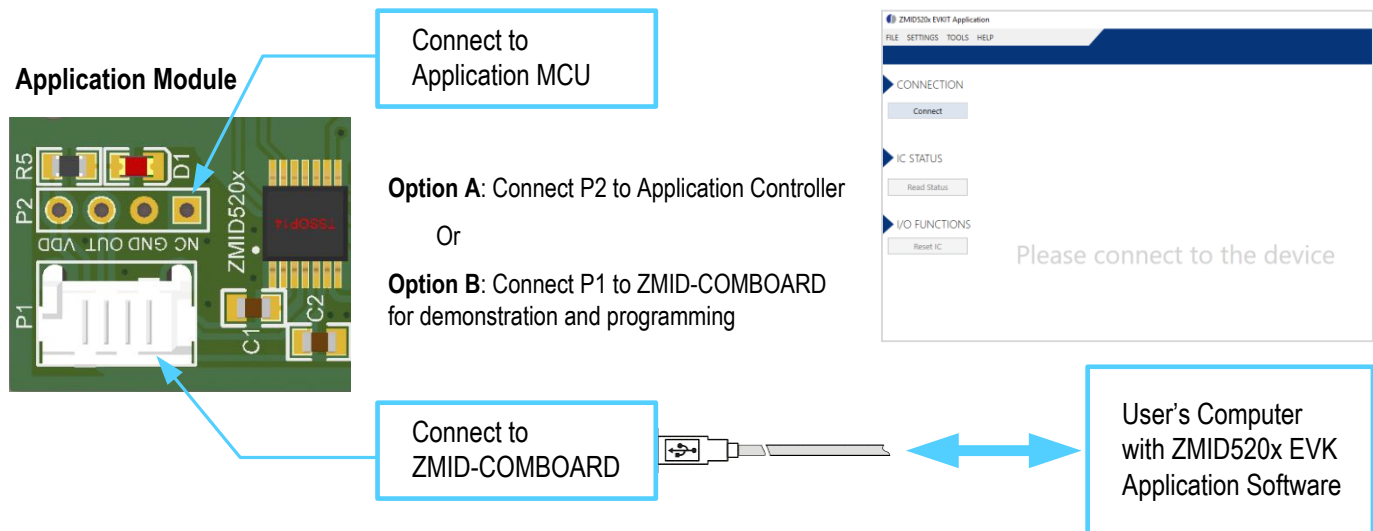 Connect to
Application MCU
Application Module
R5
D1
P2
VDD OUT GND NC
ZMID520x
TSSOP14
P1
C1
C2
Option A: Connect P2 to Application Controller
Or
Option B: Connect P1 to ZMID-COMBOARD
for demonstration and programming
ZMID520x EVKIT Application
FILE SETTINGS TOOLS HELP
CONNECTION
Connect
IC STATUS
Read Status
I/O FUNCTIONS
Reset IC
Please connect to the device
Connect to
ZMID-COMBOARD
User's Computer
with ZMID520x EVK
Application Software